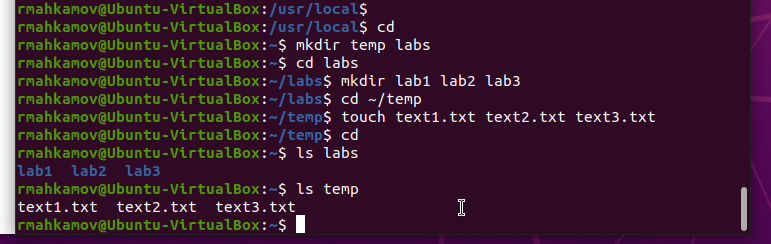 rmahkamov@Ubuntu-VirtualBox:/usr/local$
rmahkamov@Ubuntu-VirtualBox:/usr/local$ cd
rmahkamov@Ubuntu-VirtualBox:~$ mkdir temp labs
rmahkamov@Ubuntu-VirtualBox:~$ cd labs
rmahkamov@Ubuntu-VirtualBox:~/labs$ mkdir lab1 lab2 lab3
rmahkamov@Ubuntu-VirtualBox:~/labs$ cd ~/temp
rmahkamov@Ubuntu-VirtualBox:~/temp$ touch text1.txt text2.txt text3.txt
rmahkamov@Ubuntu-VirtualBox:~/temp$ cd
rmahkamov@Ubuntu-VirtualBox:~$ ls labs
lab1  lab2  lab3
rmahkamov@Ubuntu-VirtualBox:~$ ls temp
text1.txt  text2.txt  text3.txt
rmahkamov@Ubuntu-VirtualBox:~$